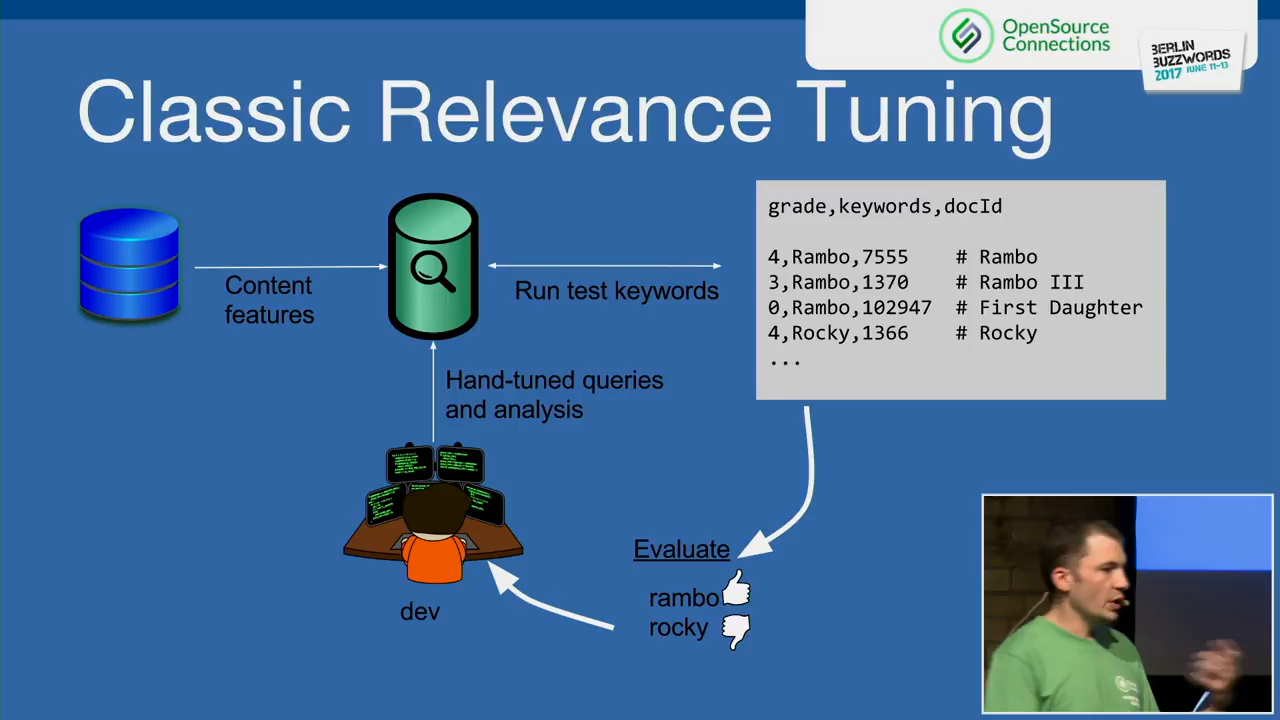 OpenSource
Connections
BERLIN
BUZZWORDS
2017 JUNE 11-13
Classic Relevance Tuning
grade,keywords,docId
4,Rambo,7555 # Rambo
3,Rambo,1370 # Rambo III
0,Rambo,102947 # First Daughter
4,Rocky,1366 # Rocky
...
Content
features
Run test keywords
Hand-tuned queries
and analysis
Evaluate
rambo
rocky
dev